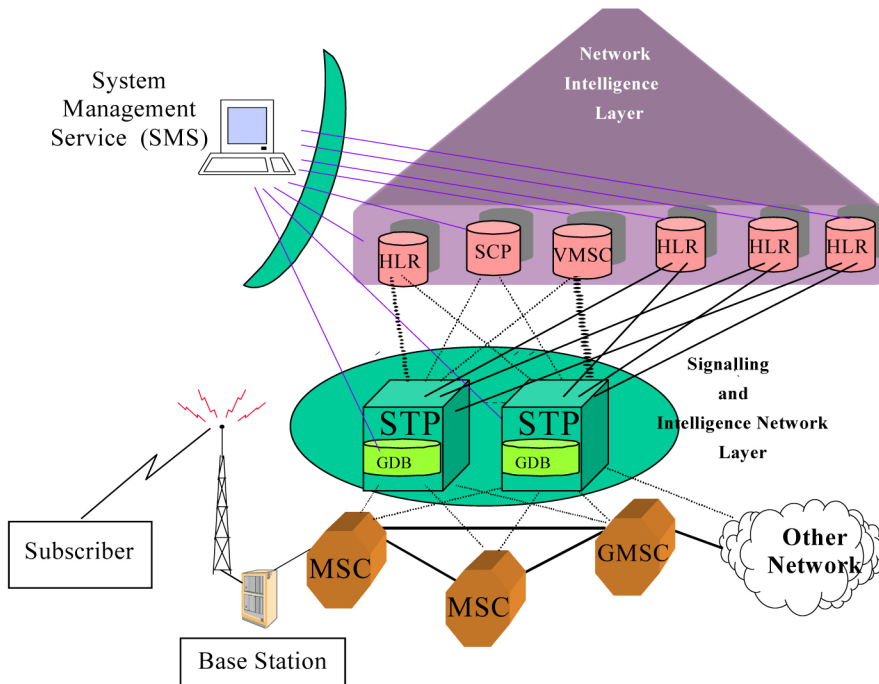 System
Management
Service (SMS)
Network
Intelligence
Layer
HLR
SCP
VMSC
HLR
HLR
HLR
Signalling
and
Intelligence Network
Layer
STP
GDB
STP
GDB
Subscriber
MSC
MSC
GMSC
Other
Network
Base Station